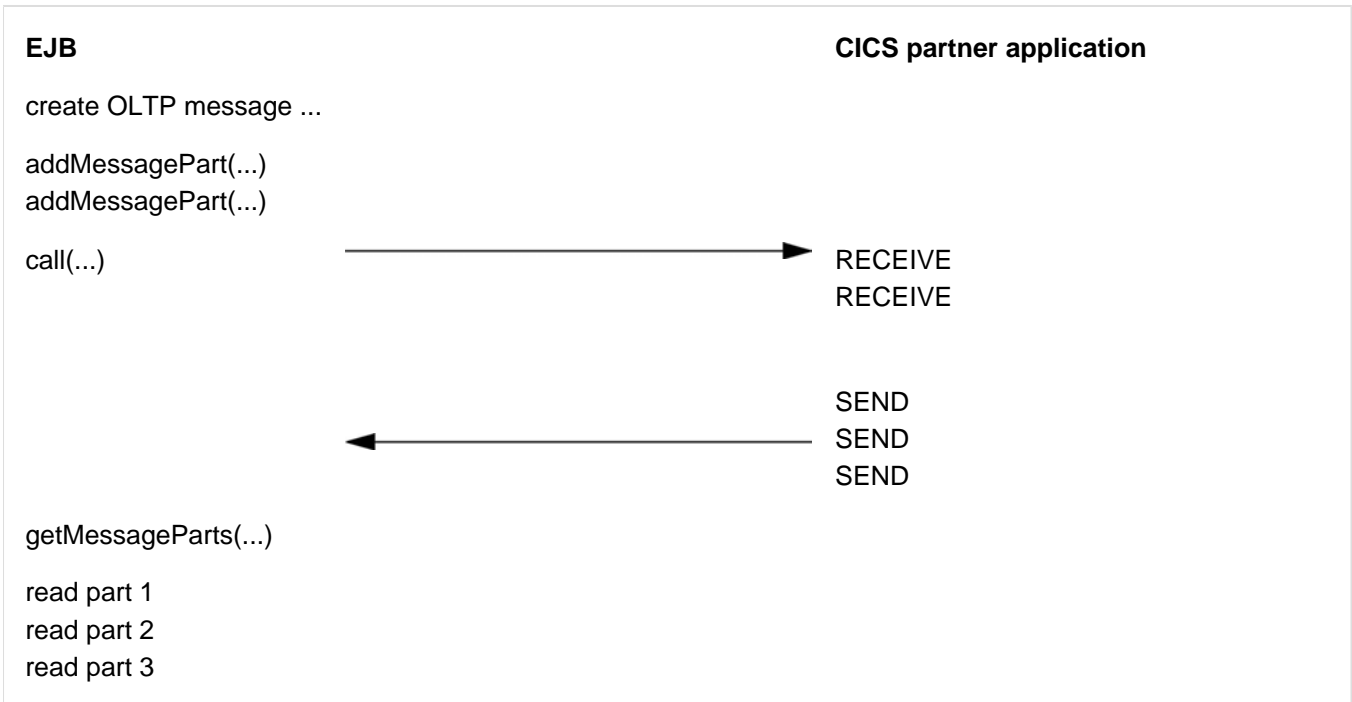 EJB
CICS partner application
create OLTP message ...
addMessagePart(...)
addMessagePart(...)
call(...)
RECEIVE
RECEIVE
SEND
SEND
SEND
getMessageParts(...)
read part 1
read part 2
read part 3